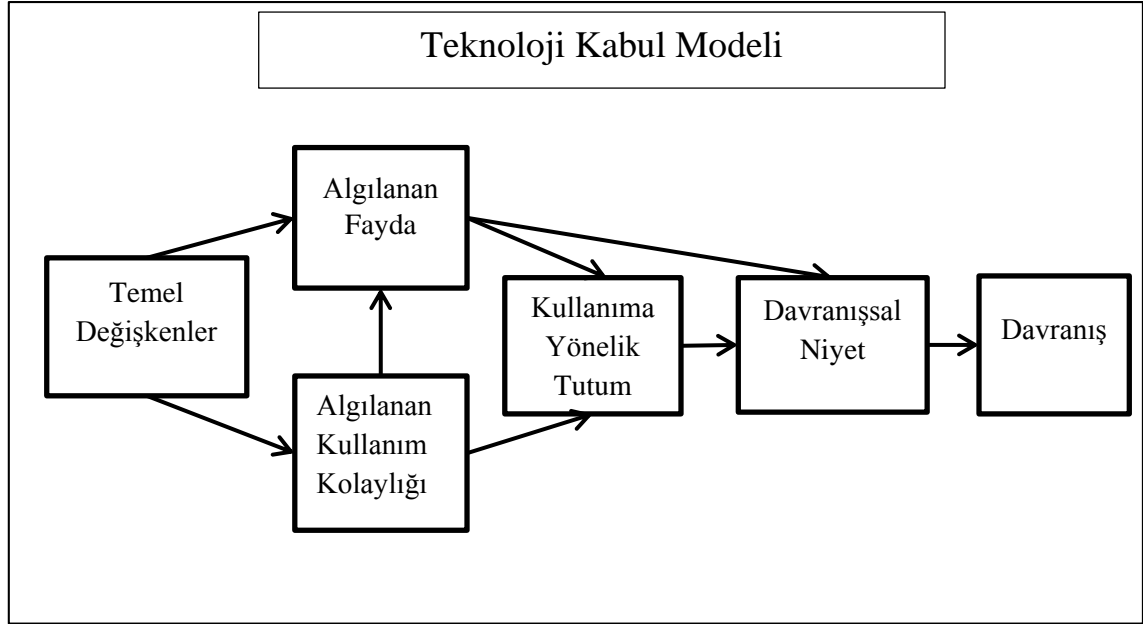 Teknoloji Kabul Modeli
Algılanan
Fayda
Temel
Değişkenler
Algılanan
Kullanım
Kolaylığı
Kullanıma
Yönelik
Tutum
Davranışsal
Niyet
Davranış